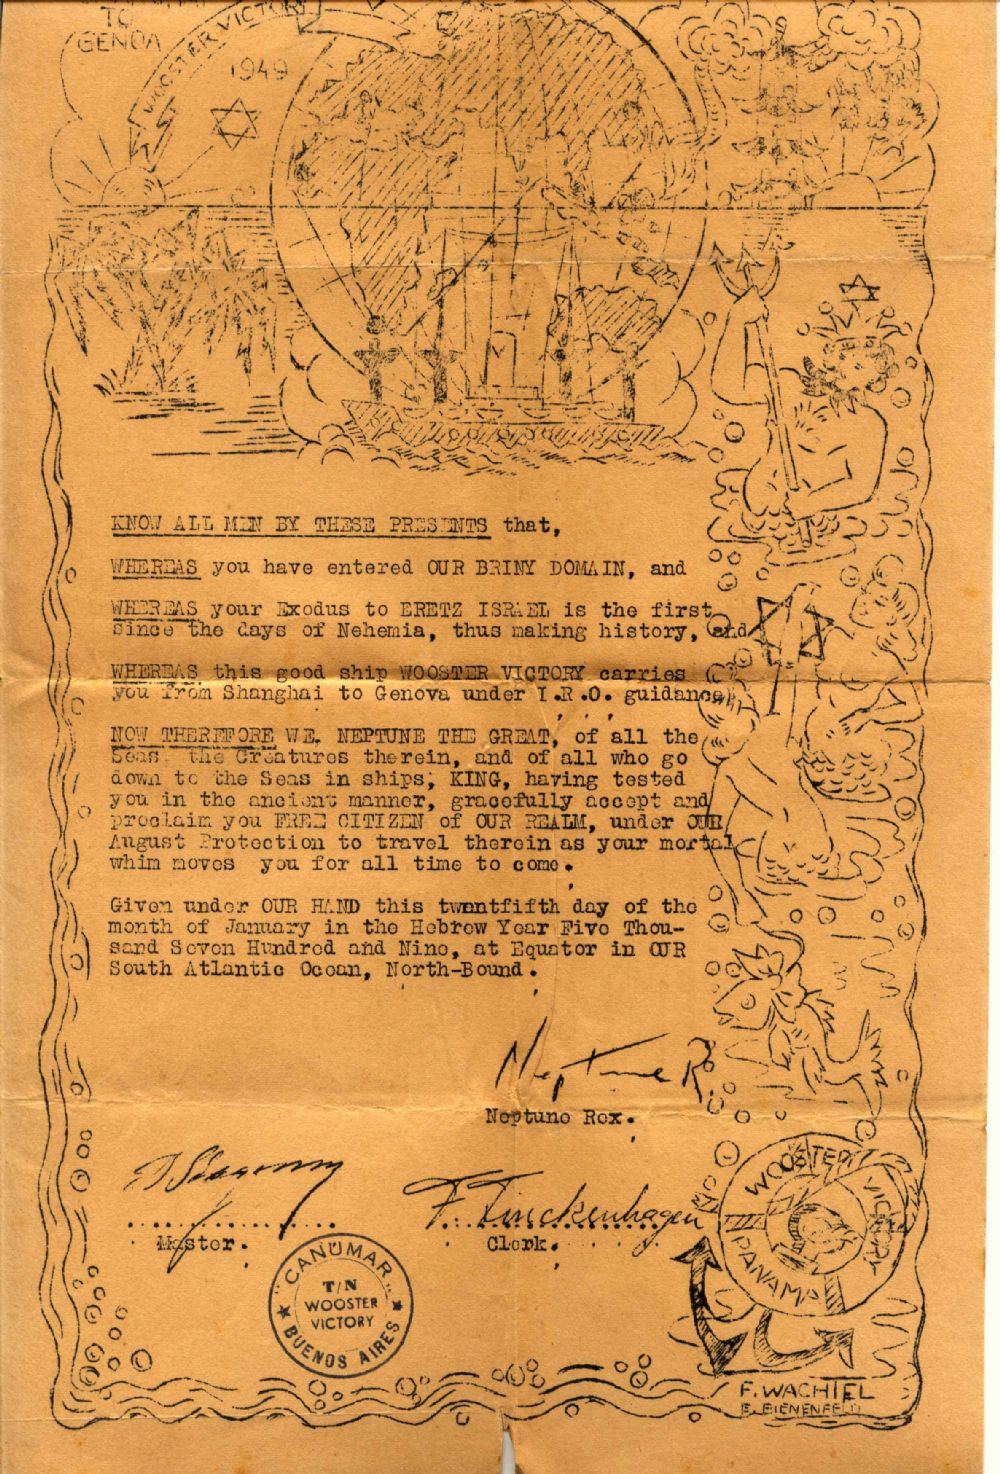 TO
GENOA
WOOSTER VICTORY
1949
KNOW ALL MEN BY THESE PRESENTS that,
WHEREAS you have entered OUR BRINY DOMAIN, and
WHEREAS your Exodus to ERETZ ISRAEL is the first
since the days of Nehemia, thus making history, and
WHEREAS this good ship WOOSTER VICTORY carries
you from Shanghai to Genova under I.R.O. guidance,
NOW THEREFORE WE, NEPTUNE THE GREAT, of all the
Seas, the Creatures therein, and of all who go
down to the Seas in ships, KING, having tested
you in the ancient manner, gracefully accept and
proclaim you FREE CITIZEN of OUR REALM, under OUR
August Protection to travel therein as your mortal
whim moves you for all time to come.
Given under OUR HAND this twentfifth day of the
month of January in the Hebrew Year Five Thou-
sand Seven Hundred and Nine, at Equator in OUR
South Atlantic Ocean, North-Bound.
Neptune R.
Neptune Rex.
F. Finckenhagen
Master.
Clerk.
"CANUMAR"
T/N
WOOSTER
VICTORY
BUENOS AIRES
WOOSTER VICTORY
PANAMA
F. WACHTEL
E. BIENENFELD